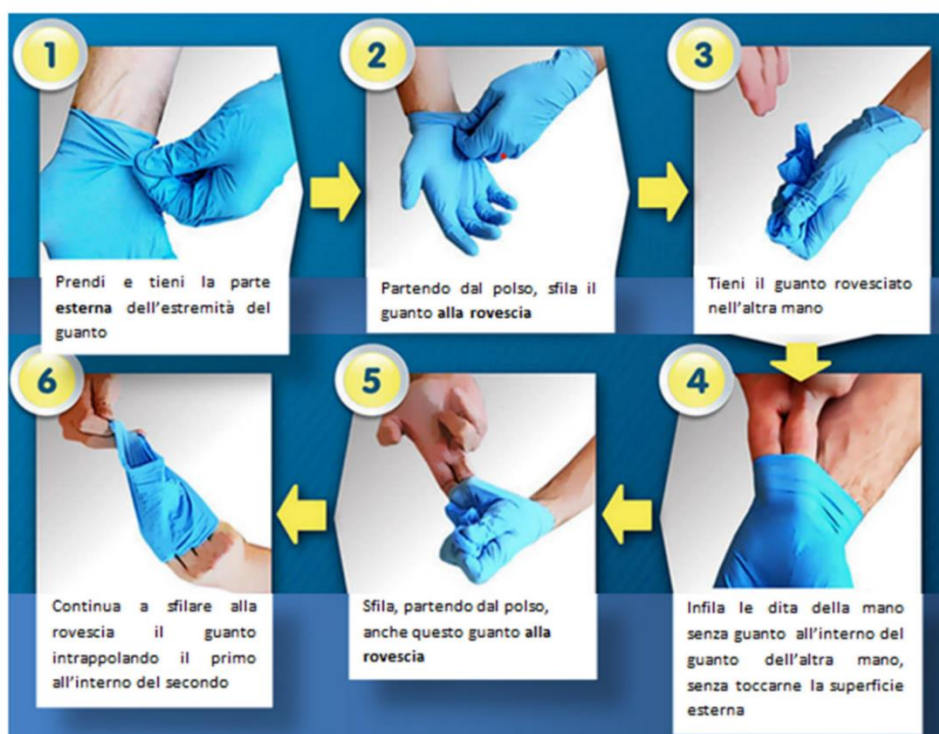 1
Prendi e tieni la parte
esterna dell'estremità del
guanto
2
Partendo dal polso, sfila il
guanto alla rovescia
3
Tieni il guanto rovesciato
nell'altra mano
4
Infila le dita della mano
senza guanto all'interno del
guanto dell'altra mano,
senza toccarne la superficie
esterna
5
Sfila, partendo dal polso,
anche questo guanto alla
rovescia
6
Continua a sfilare alla
rovescia il guanto
intrappolando il primo
all'interno del secondo